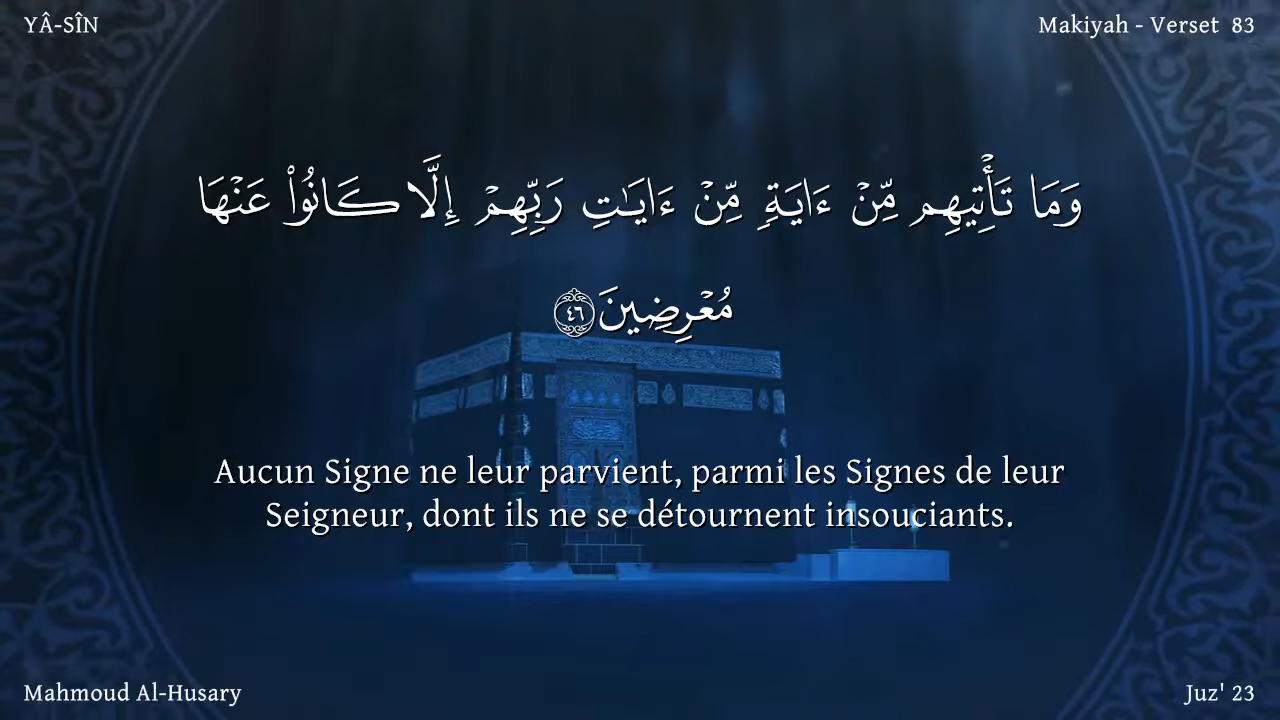 YÂ-SÎN
Makiyah - Verset 83
وَمَا تَأْتِيهِم مِّنْ ءَايَةٍ مِّنْ ءَايَـٰتِ رَبِّهِمْ إِلَّا كَانُوا۟ عَنْهَا
مُعْرِضِينَ ٤٦
Aucun Signe ne leur parvient, parmi les Signes de leur
Seigneur, dont ils ne se détournent insouciants.
Mahmoud Al-Husary
Juz' 23